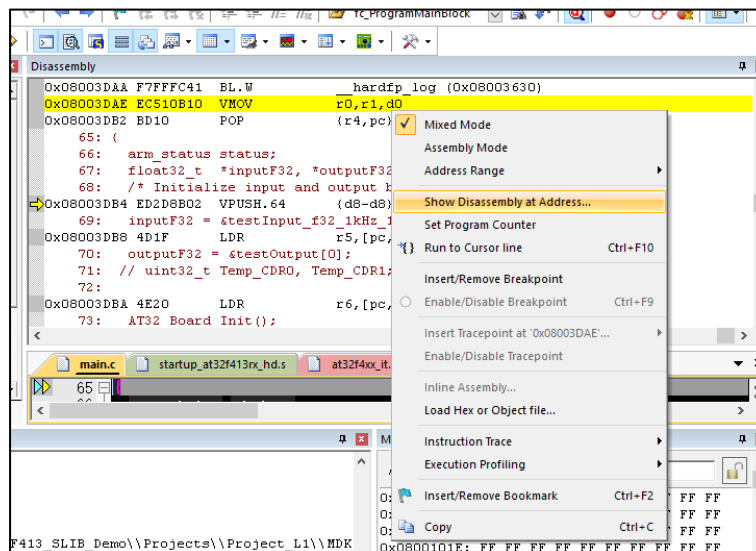 fc_ProgramMainBlock
Disassembly
0x08003DAA F7FFFC41 BL.W __hardfp_log (0x08003630)
0x08003DAE EC510B10 VMOV r0,r1,d0
0x08003DB2 BD10 POP {r4,pc}
65: {
66: arm_status status;
67: float32_t *inputF32, *outputF32
68: /* Initialize input and output b
0x08003DB4 ED2D8B02 VPUSH.64 {d8-d8}
69: inputF32 = &testInput_f32_1kHz_1
0x08003DB8 4D1F LDR r5,[pc,
70: outputF32 = &testOutput[0];
71: // uint32_t Temp_CDR0, Temp_CDR1;
72:
0x08003DBA 4E20 LDR r6,[pc,
73: AT32_Board_Init();
Mixed Mode
Assembly Mode
Address Range
Show Disassembly at Address...
Set Program Counter
Run to Cursor line Ctrl+F10
Insert/Remove Breakpoint
Enable/Disable Breakpoint Ctrl+F9
Insert Tracepoint at '0x08003DAE'...
Enable/Disable Tracepoint
Inline Assembly...
Load Hex or Object file...
Instruction Trace
Execution Profiling
Insert/Remove Bookmark Ctrl+F2
Copy Ctrl+C
main.c startup_at32f413rx_hd.s at32f4xx_it.
65
M
F413_SLIB_Demo\\Projects\\Project_L1\\MDK
FF FF
FF FF
FF FF
0x0800101E: FF FF FF FF FF FF FF FF FF